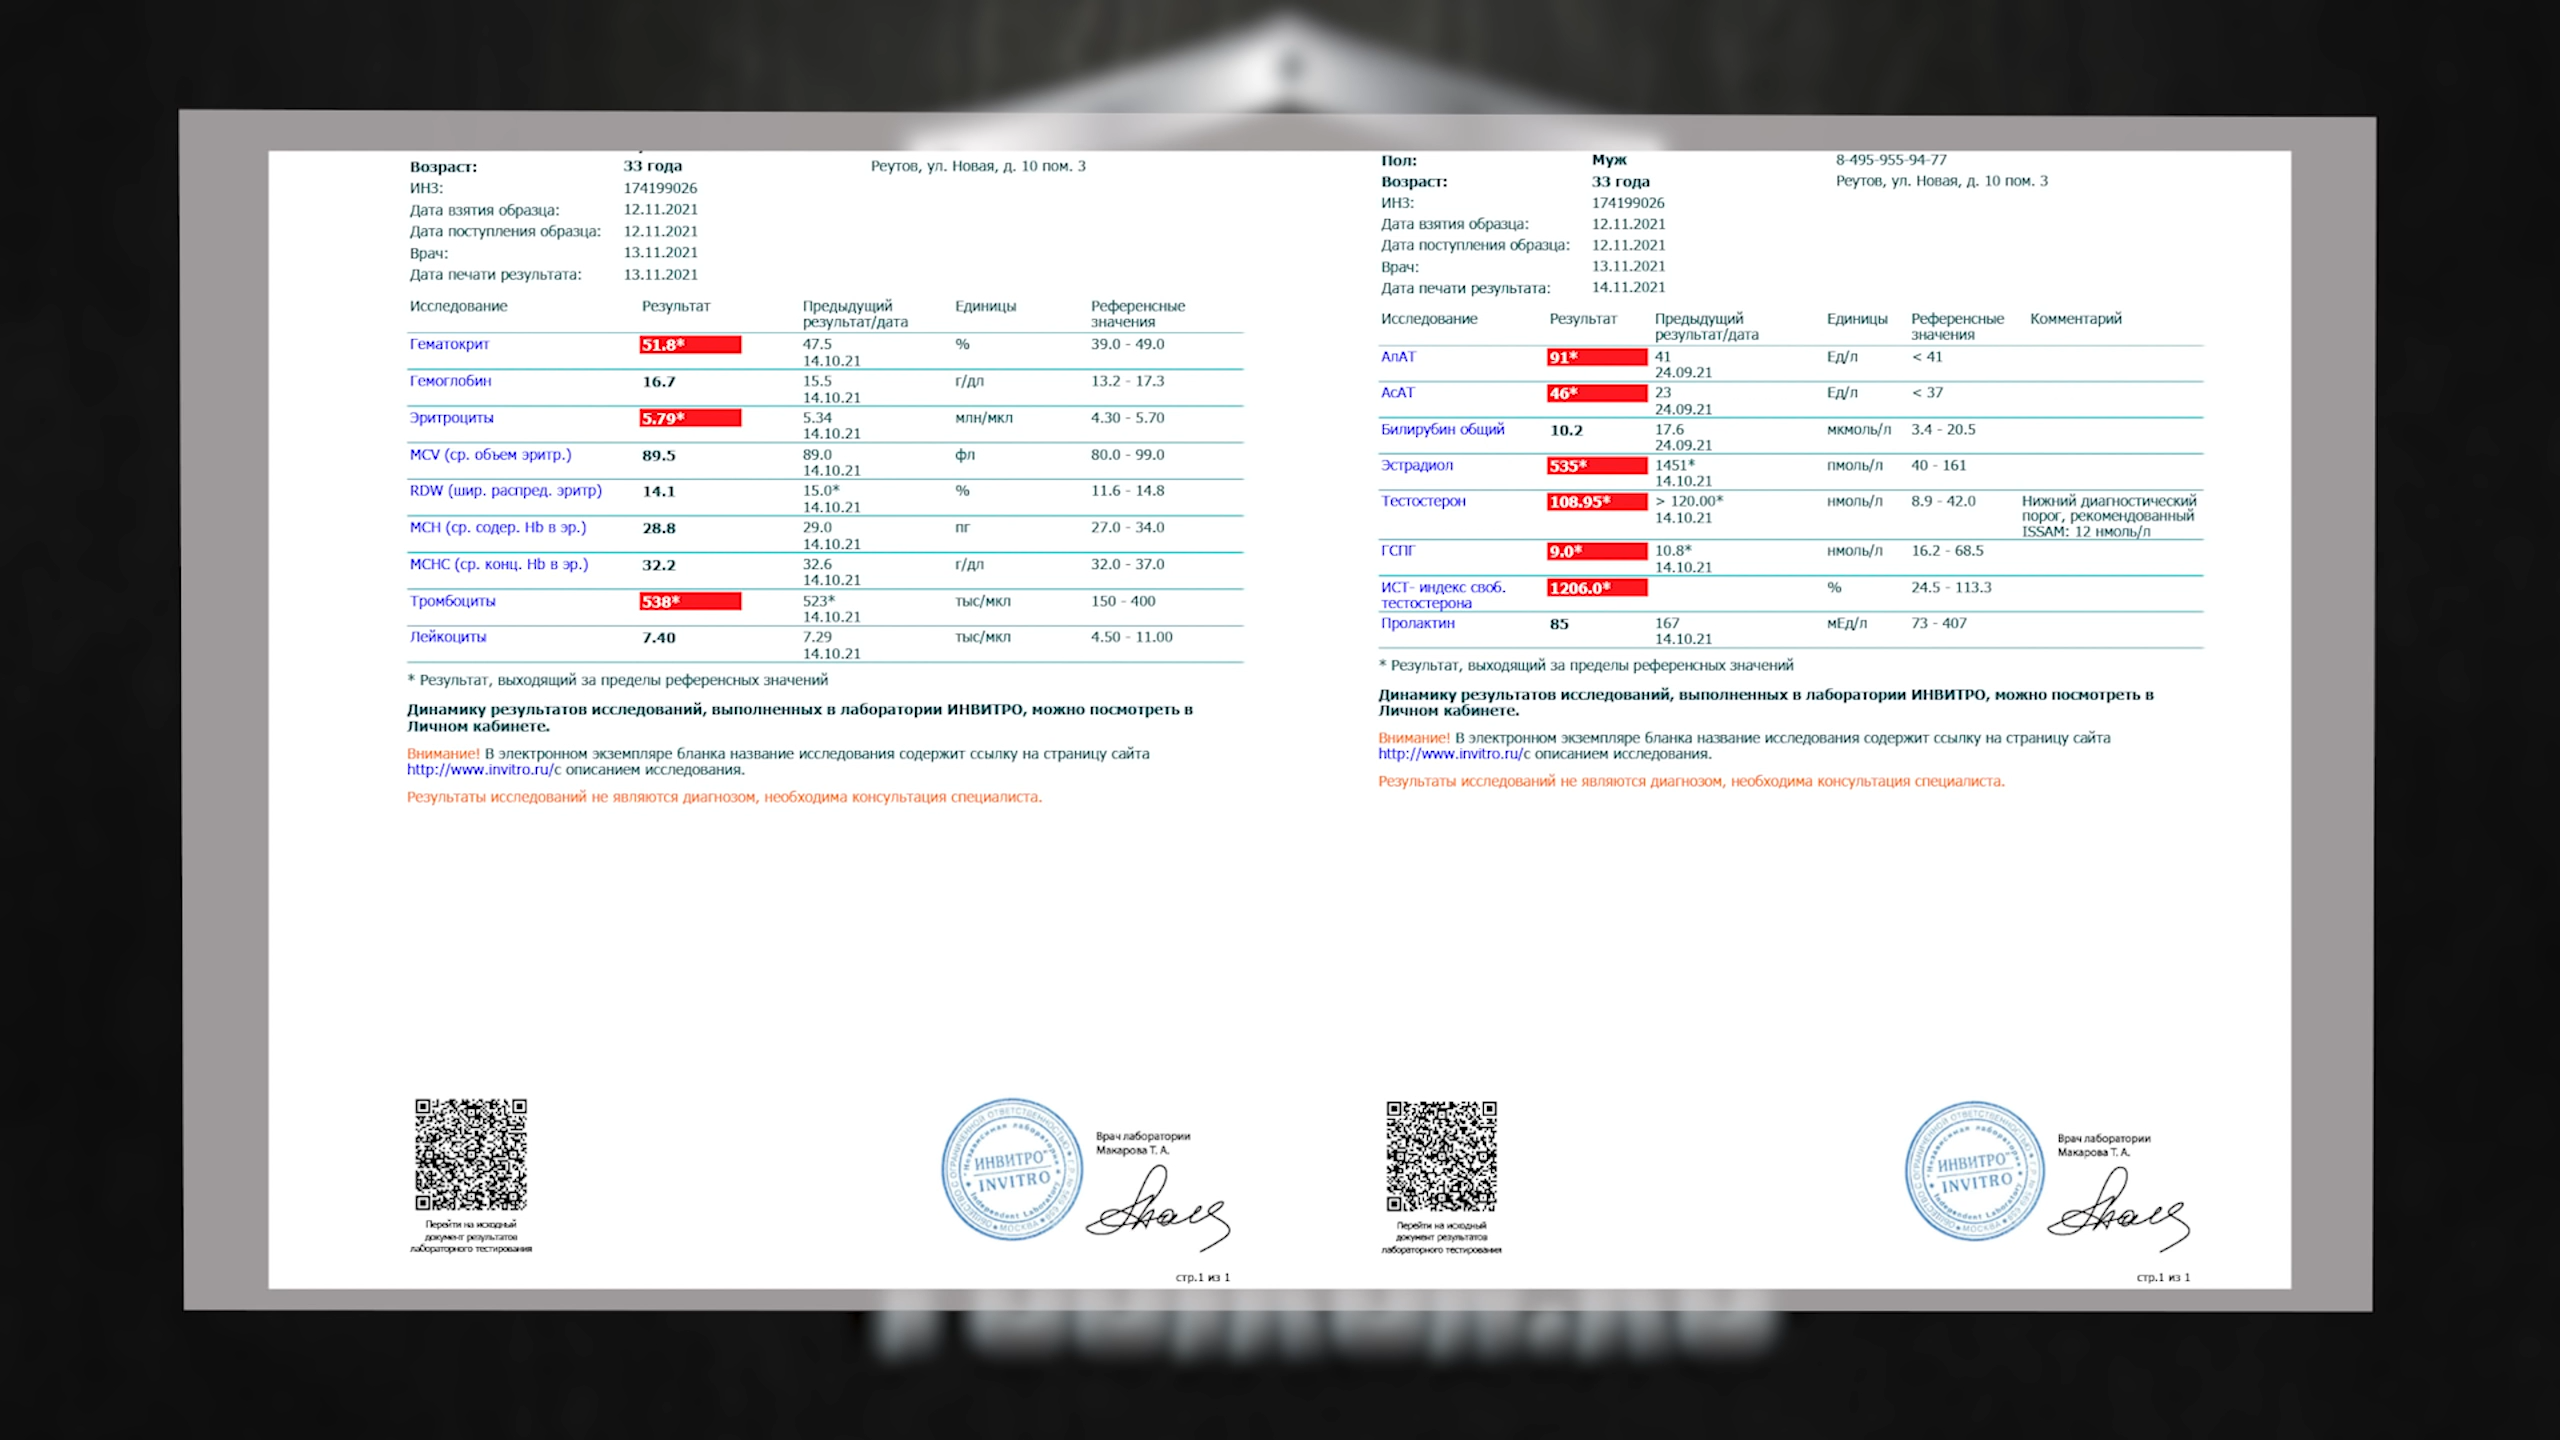 Возраст: 33 года Реутов, ул. Новая, д. 10 пом. 3
ИНЗ: 174199026
Дата взятия образца: 12.11.2021
Дата поступления образца: 12.11.2021
Врач: 13.11.2021
Дата печати результата: 13.11.2021
Исследование Результат Предыдущий результат/дата Единицы Референсные значения
Гематокрит 51.8* 47.5 % 39.0 - 49.0
14.10.21
Гемоглобин 16.7 15.5 г/дл 13.2 - 17.3
14.10.21
Эритроциты 5.79* 5.34 млн/мкл 4.30 - 5.70
14.10.21
MCV (ср. объем эритр.) 89.5 89.0 фл 80.0 - 99.0
14.10.21
RDW (шир. распред. эритр) 14.1 15.0* % 11.6 - 14.8
14.10.21
MCH (ср. содер. Hb в эр.) 28.8 29.0 пг 27.0 - 34.0
14.10.21
MCHC (ср. конц. Hb в эр.) 32.2 32.6 г/дл 32.0 - 37.0
14.10.21
Тромбоциты 538* 523* тыс/мкл 150 - 400
14.10.21
Лейкоциты 7.40 7.29 тыс/мкл 4.50 - 11.00
14.10.21
* Результат, выходящий за пределы референсных значений
Динамику результатов исследований, выполненных в лаборатории ИНВИТРО, можно посмотреть в
Личном кабинете.
Внимание! В электронном экземпляре бланка название исследования содержит ссылку на страницу сайта
http://www.invitro.ru/с описанием исследования.
Результаты исследований не являются диагнозом, необходима консультация специалиста.
Перейти на исходный
документ результатов
лабораторного тестирования
ИНВИТРО
INVITRO
Independent Laboratory
МОСКВА
Врач лаборатории
Макарова Т. А.
стр.1 из 1
Пол: Муж 8-495-955-94-77
Возраст: 33 года Реутов, ул. Новая, д. 10 пом. 3
ИНЗ: 174199026
Дата взятия образца: 12.11.2021
Дата поступления образца: 12.11.2021
Врач: 13.11.2021
Дата печати результата: 14.11.2021
Исследование Результат Предыдущий результат/дата Единицы Референсные значения Комментарий
АлАТ 91* 41 Ед/л < 41
24.09.21
АсАТ 46* 23 Ед/л < 37
24.09.21
Билирубин общий 10.2 17.6 мкмоль/л 3.4 - 20.5
24.09.21
Эстрадиол 535* 1451* пмоль/л 40 - 161
14.10.21
Тестостерон 108.95* > 120.00* нмоль/л 8.9 - 42.0 Нижний диагностический
14.10.21 порог, рекомендованный
ISSAM: 12 нмоль/л
ГСПГ 9.0* 10.8* нмоль/л 16.2 - 68.5
14.10.21
ИСТ- индекс своб. 1206.0* % 24.5 - 113.3
тестостерона
Пролактин 85 167 мЕд/л 73 - 407
14.10.21
* Результат, выходящий за пределы референсных значений
Динамику результатов исследований, выполненных в лаборатории ИНВИТРО, можно посмотреть в
Личном кабинете.
Внимание! В электронном экземпляре бланка название исследования содержит ссылку на страницу сайта
http://www.invitro.ru/с описанием исследования.
Результаты исследований не являются диагнозом, необходима консультация специалиста.
Перейти на исходный
документ результатов
лабораторного тестирования
ИНВИТРО
INVITRO
Independent Laboratory
МОСКВА
Врач лаборатории
Макарова Т. А.
стр.1 из 1